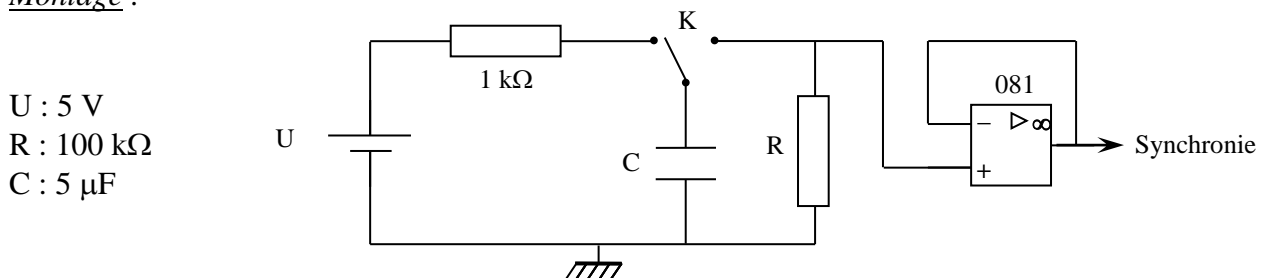 Montage :
U : 5 V
R : 100 kΩ
C : 5 µF
U
1 kΩ
K
C
R
081
−
+
∞
Synchronie